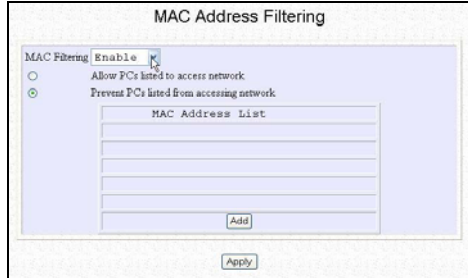 MAC Address Filtering
MAC Filtering Enable
Allow PCs listed to access network
Prevent PCs listed from accessing network
MAC Address List
Add
Apply